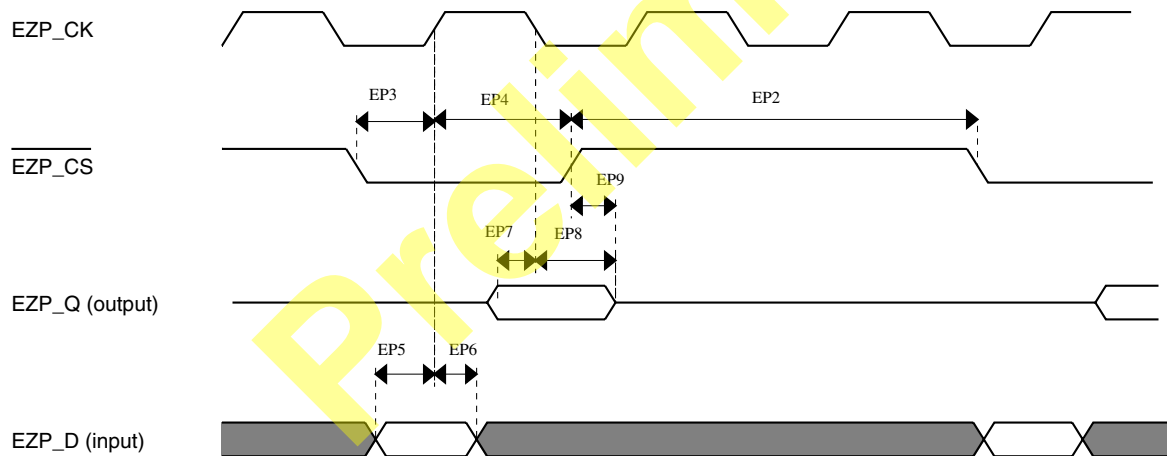 EZP_CK
EP3
EP4
EP2
EZP_CS
EP9
EP7
EP8
EZP_Q (output)
EP5
EP6
EZP_D (input)
Prelim